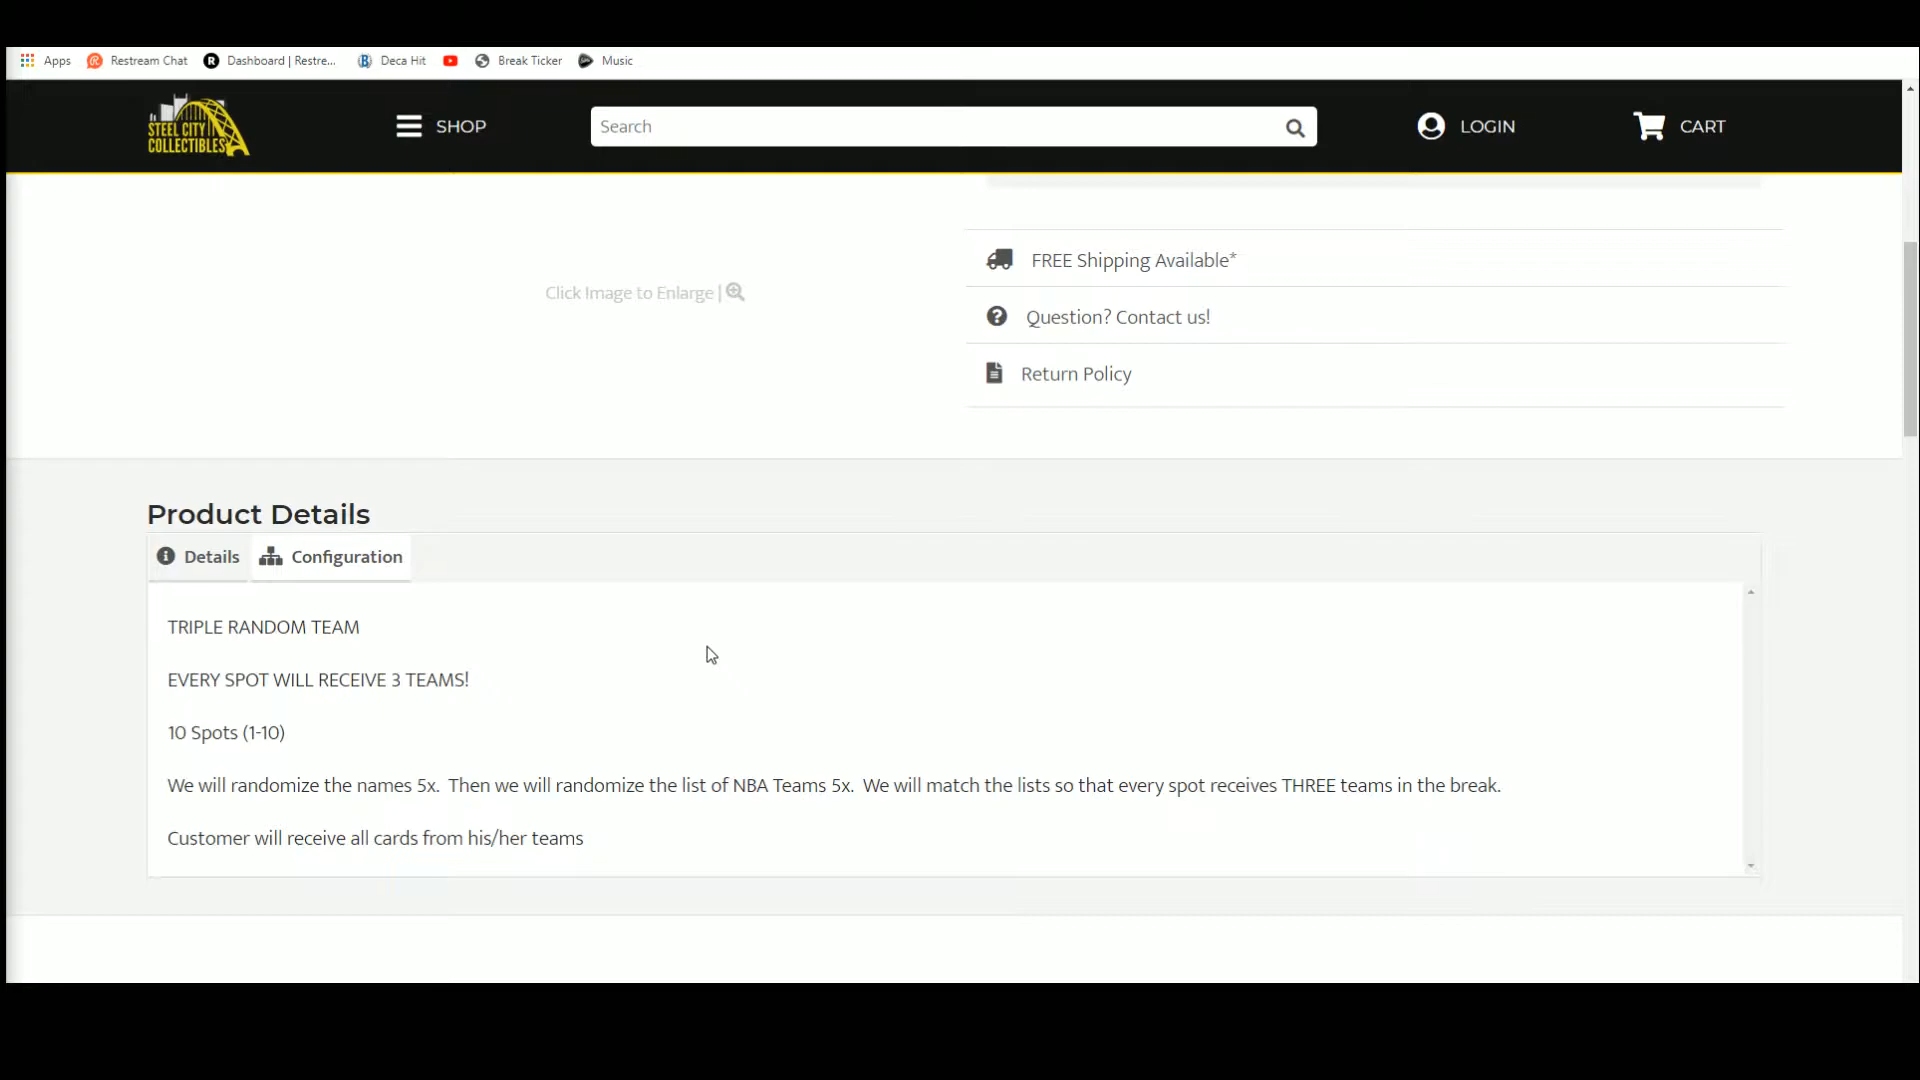 Apps Restream Chat Dashboard | Restre... Deca Hit Break Ticker Music
STEEL CITY
COLLECTIBLES
SHOP
Search
LOGIN
CART
FREE Shipping Available*
Click Image to Enlarge |
Question? Contact us!
Return Policy
Product Details
Details Configuration
TRIPLE RANDOM TEAM
EVERY SPOT WILL RECEIVE 3 TEAMS!
10 Spots (1-10)
We will randomize the names 5x.  Then we will randomize the list of NBA Teams 5x.  We will match the lists so that every spot receives THREE teams in the break.
Customer will receive all cards from his/her teams